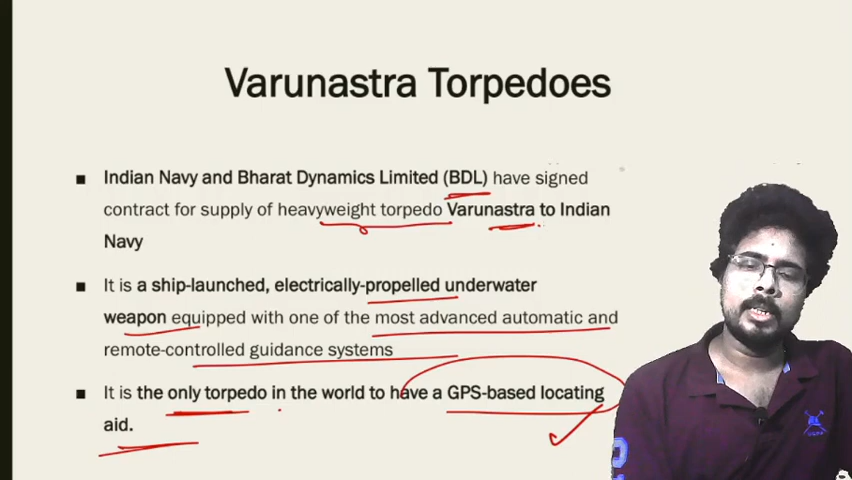 Varunastra Torpedoes
■ Indian Navy and Bharat Dynamics Limited (BDL) have signed
contract for supply of heavyweight torpedo Varunastra to Indian
Navy
■ It is a ship-launched, electrically-propelled underwater
weapon equipped with one of the most advanced automatic and
remote-controlled guidance systems
■ It is the only torpedo in the world to have a GPS-based locating
aid.